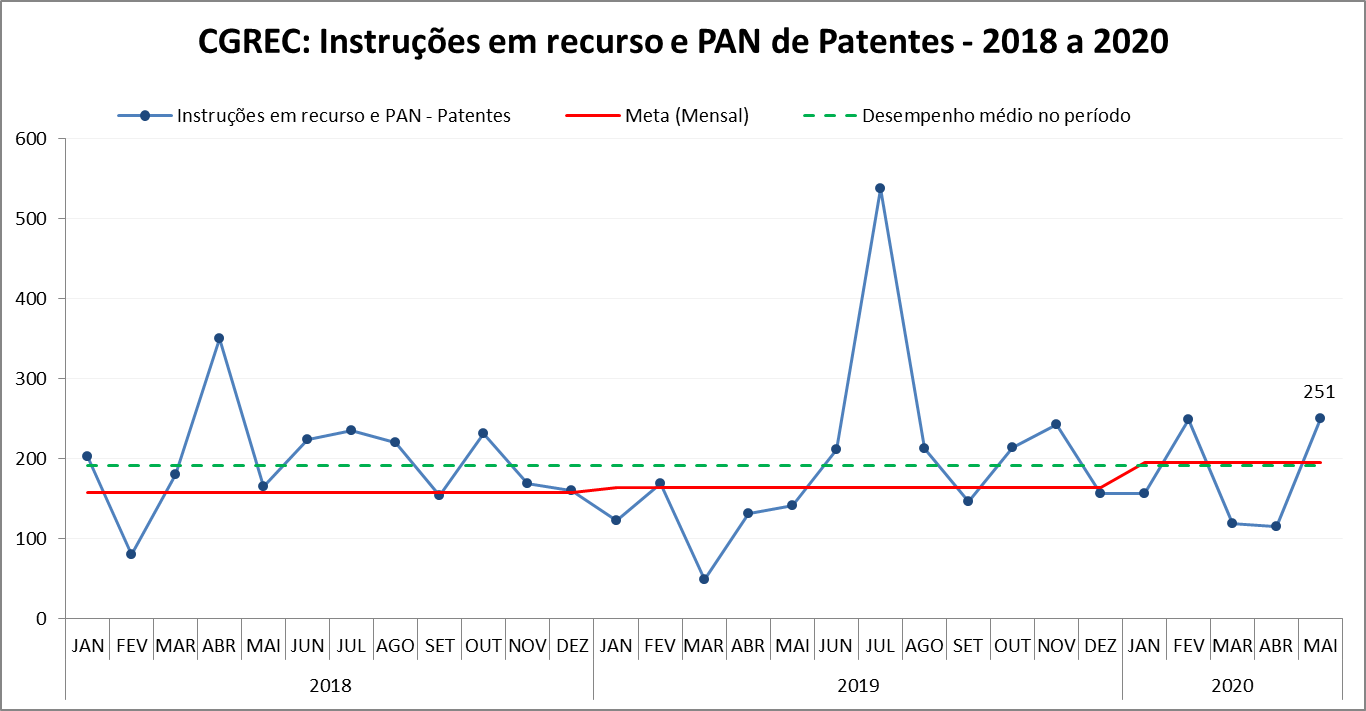 CGREC: Instruções em recurso e PAN de Patentes - 2018 a 2020
Instruções em recurso e PAN - Patentes Meta (Mensal) Desempenho médio no período
600
500
400
300
200
100
0
251
JAN FEV MAR ABR MAI JUN JUL AGO SET OUT NOV DEZ JAN FEV MAR ABR MAI JUN JUL AGO SET OUT NOV DEZ JAN FEV MAR ABR MAI
2018 2019 2020